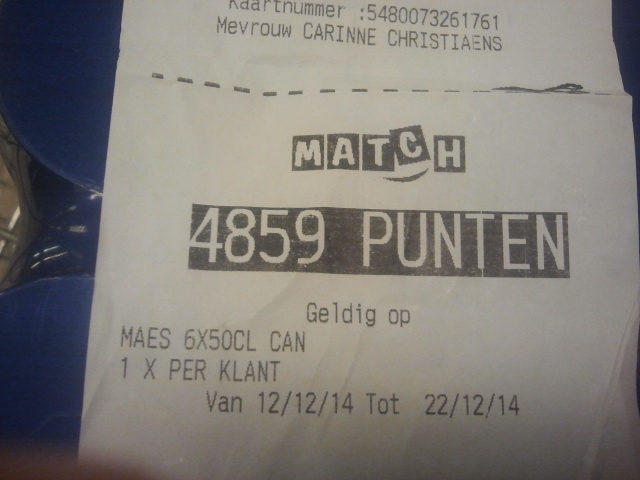 Kaartnummer :5480073261761
Mevrouw CARINNE CHRISTIAENS
MATCH
4859 PUNTEN
Geldig op
MAES 6X50CL CAN
1 X PER KLANT
Van 12/12/14 Tot 22/12/14